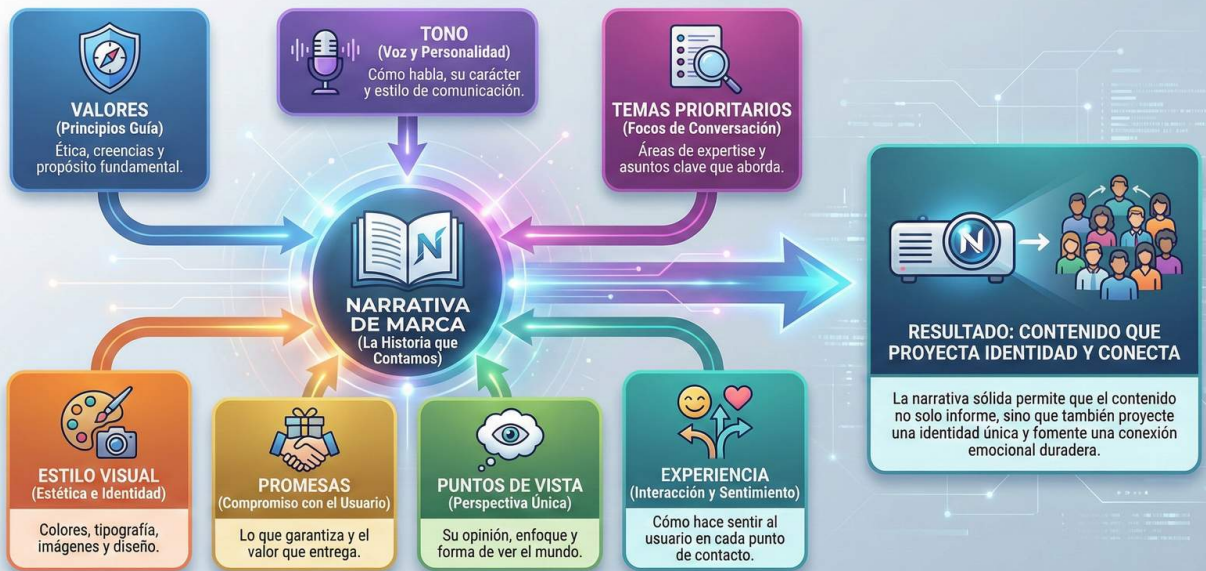 VALORES
(Principios Guía)
Ética, creencias y
propósito fundamental.
TONO
(Voz y Personalidad)
Cómo habla, su carácter
y estilo de comunicación.
TEMAS PRIORITARIOS
(Focos de Conversación)
Áreas de expertise y
asuntos clave que aborda.
N
NARRATIVA
DE MARCA
(La Historia que
Contamos)
N
RESULTADO: CONTENIDO QUE
PROYECTA IDENTIDAD Y CONECTA
La narrativa sólida permite que el contenido
no solo informe, sino que también proyecte
una identidad única y fomente una conexión
emocional duradera.
ESTILO VISUAL
(Estética e Identidad)
Colores, tipografía,
imágenes y diseño.
PROMESAS
(Compromiso con el Usuario)
Lo que garantiza y el
valor que entrega.
PUNTOS DE VISTA
(Perspectiva Única)
Su opinión, enfoque y
forma de ver el mundo.
EXPERIENCIA
(Interacción y Sentimiento)
Cómo hace sentir al
usuario en cada punto
de contacto.